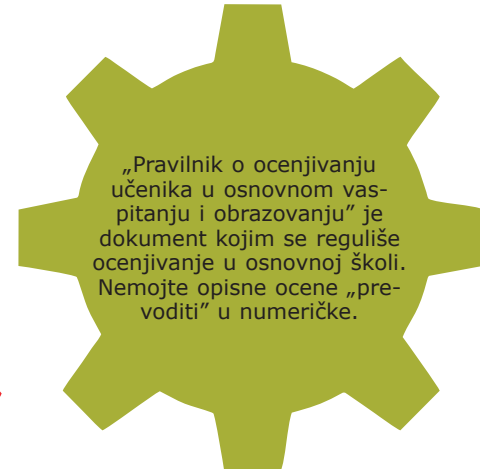 „Pravilnik o ocenjivanju
učenika u osnovnom vas-
pitanju i obrazovanju” je
dokument kojim se reguliše
ocenjivanje u osnovnoj školi.
Nemojte opisne ocene „pre-
voditi” u numeričke.